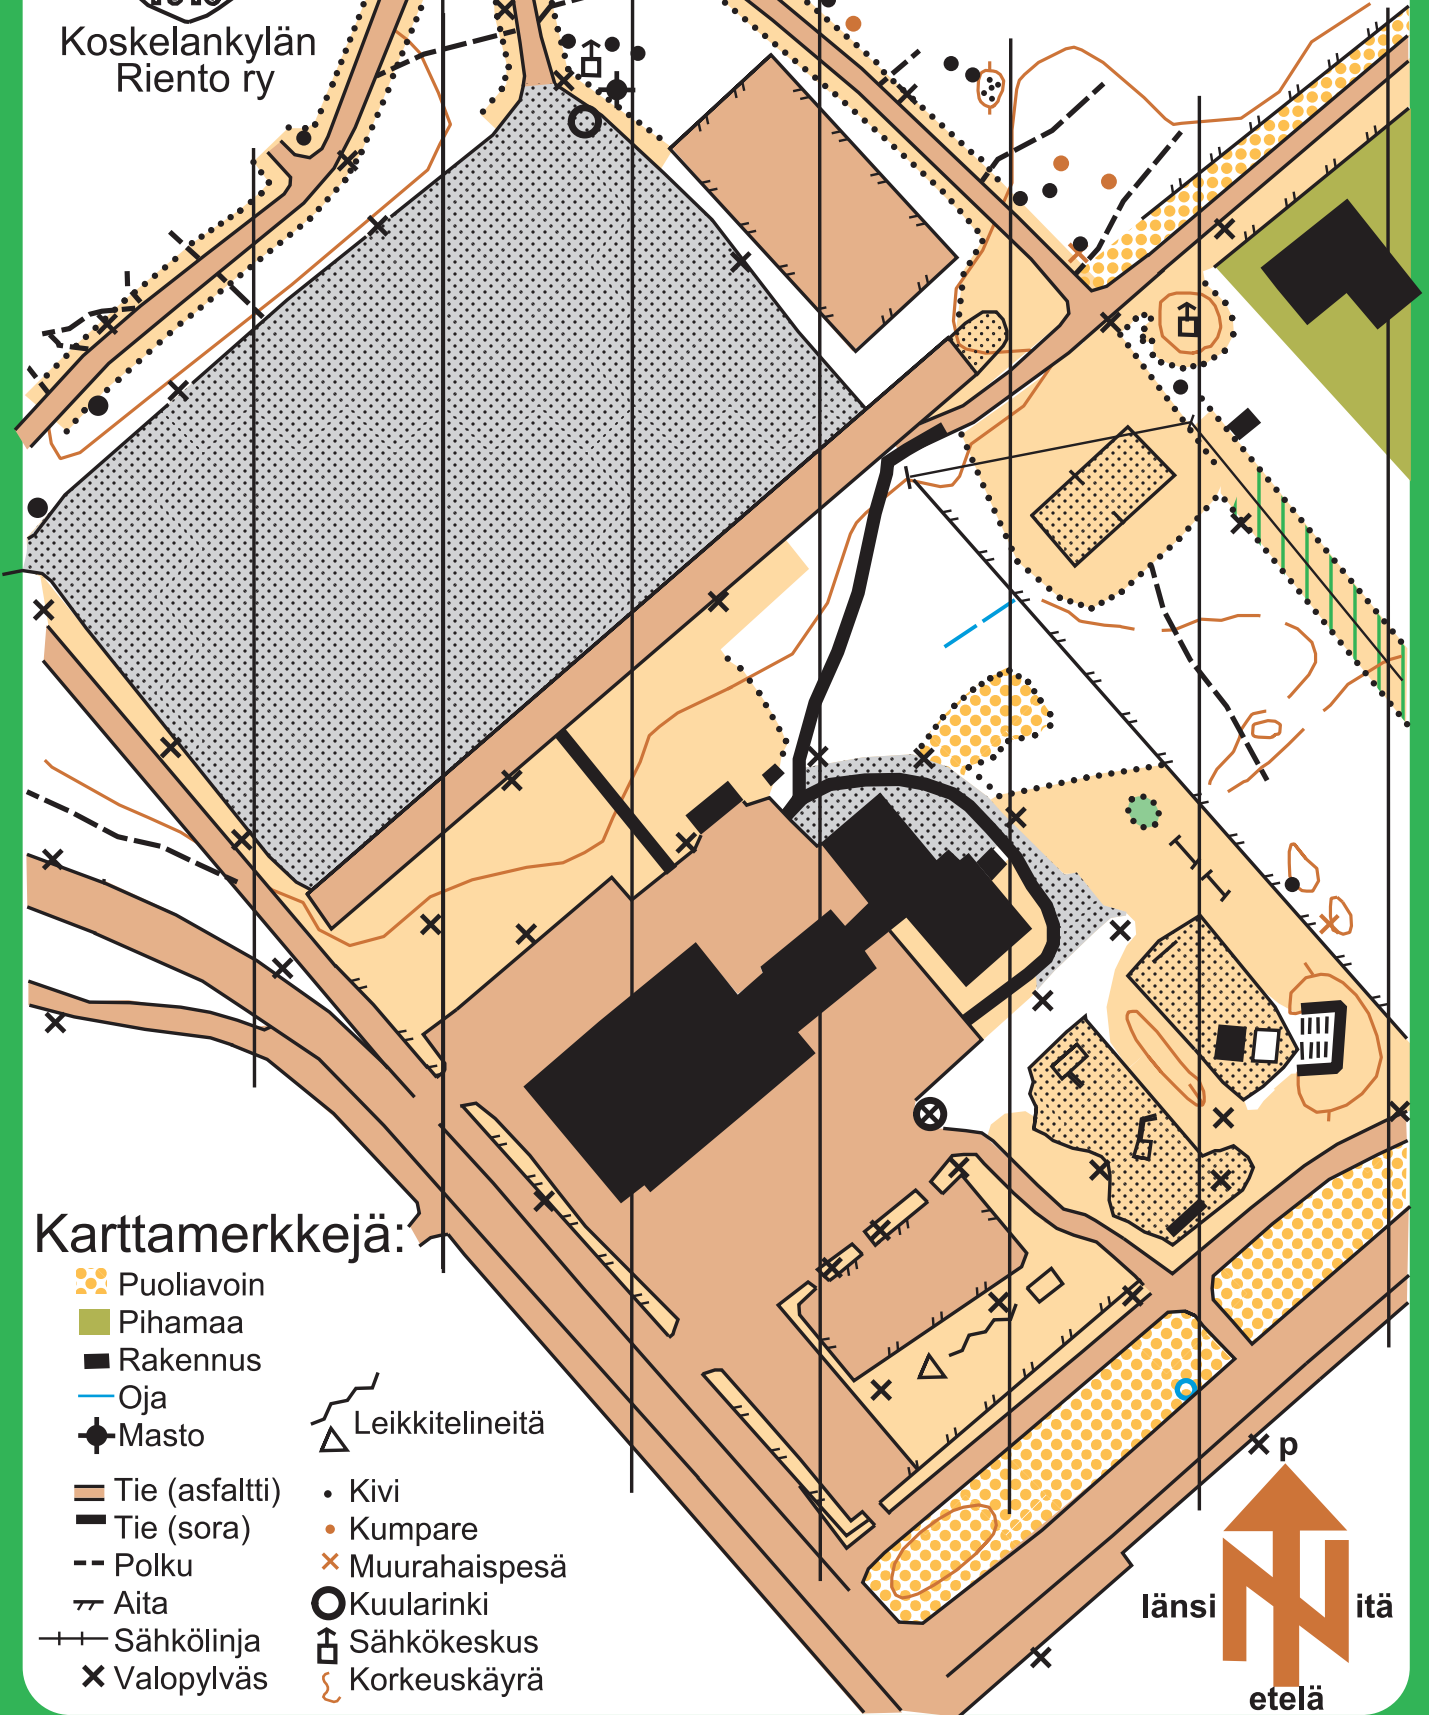 Koskelankylän
Riento ry
Karttamerkkejä:
Puoliavoin
Pihamaa
Rakennus
Oja
Masto
Leikkitelineitä
Tie (asfaltti)
Tie (sora)
Polku
Aita
Sähkölinja
Valopylväs
Kivi
Kumpare
Muurahaispesä
Kuularinki
Sähkökeskus
Korkeuskäyrä
p
länsi
itä
etelä